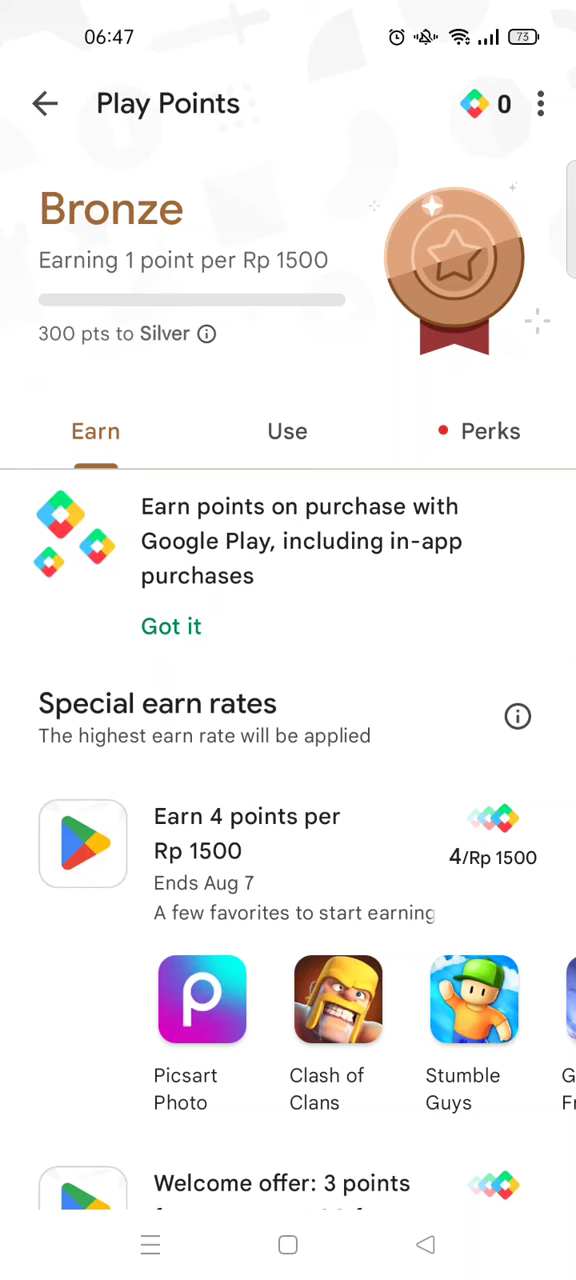 06:47
73
Play Points
0
Bronze
Earning 1 point per Rp 1500
300 pts to Silver
Earn
Use
Perks
Earn points on purchase with
Google Play, including in-app
purchases
Got it
Special earn rates
The highest earn rate will be applied
Earn 4 points per
Rp 1500
4/Rp 1500
Ends Aug 7
A few favorites to start earning
Picsart
Photo
Clash of
Clans
Stumble
Guys
G
Fr
Welcome offer: 3 points